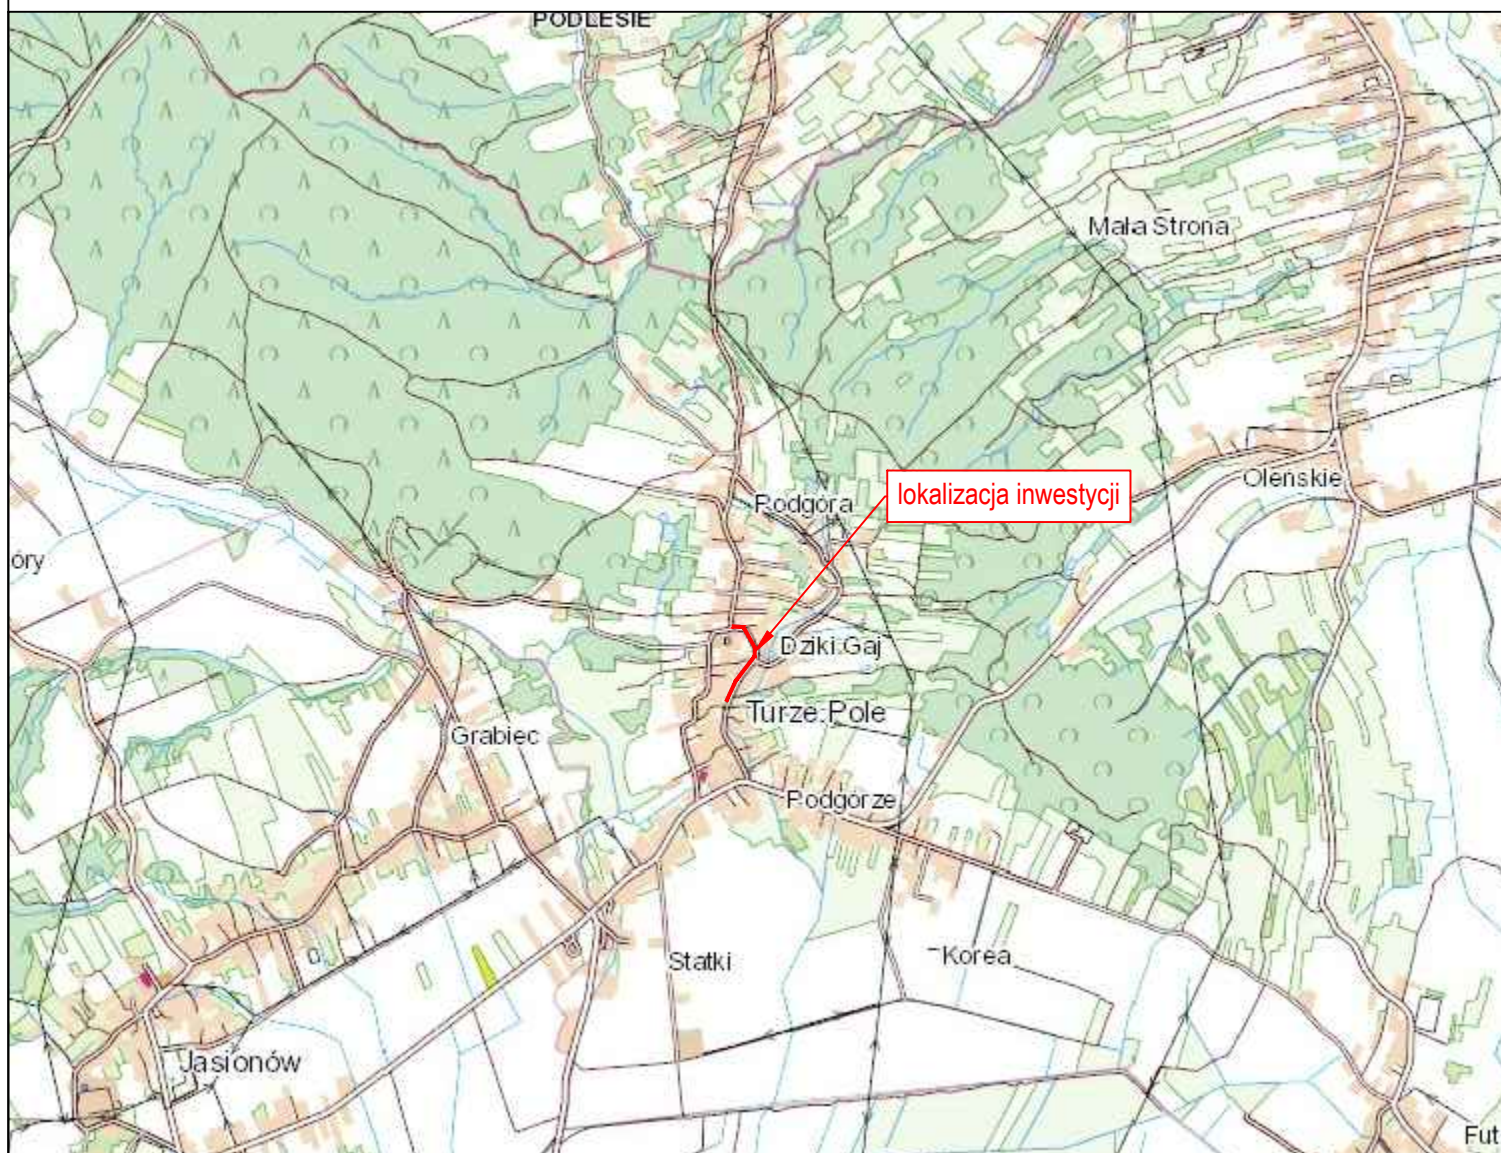 PODLESIE
Mała Strona
Oleńskie
lokalizacja inwestycji
Podgóra
óry
Dziki Gaj
Turze Pole
Grabiec
Podgórze
Statki
Korea
Jasionów
Fut